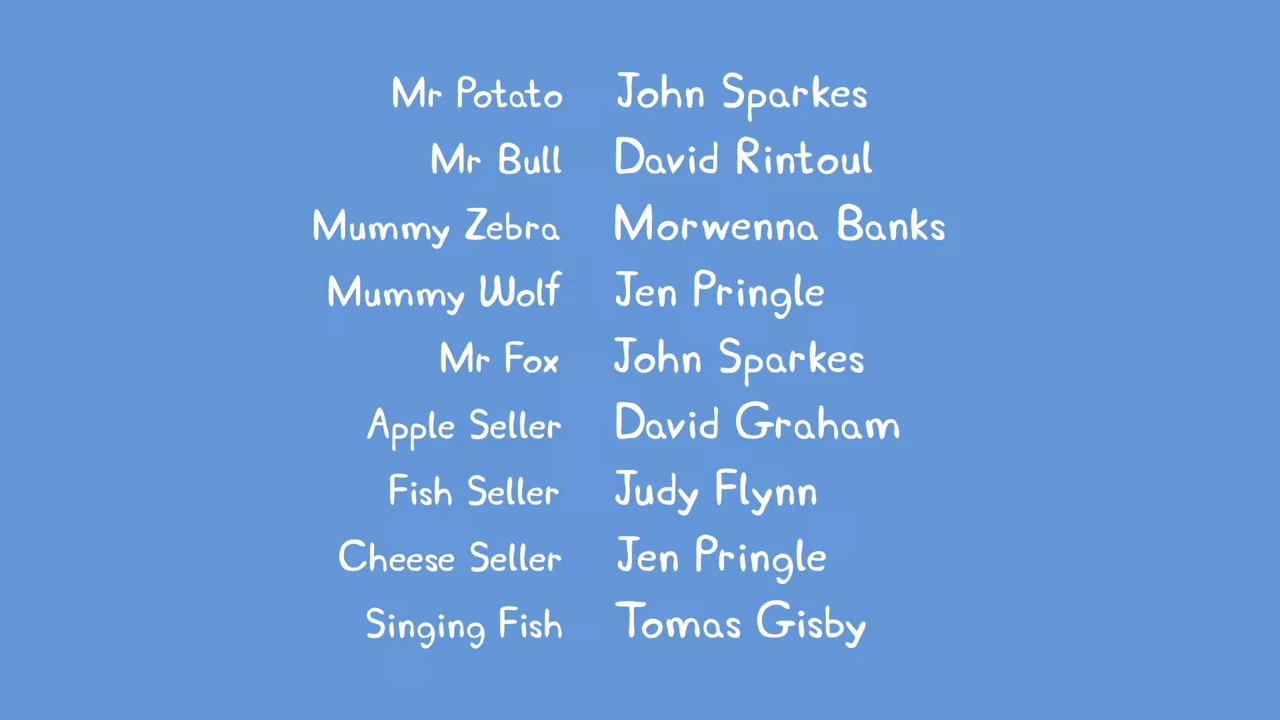 Mr Potato John Sparkes
Mr Bull David Rintoul
Mummy Zebra Morwenna Banks
Mummy Wolf Jen Pringle
Mr Fox John Sparkes
Apple Seller David Graham
Fish Seller Judy Flynn
Cheese Seller Jen Pringle
Singing Fish Tomas Gisby